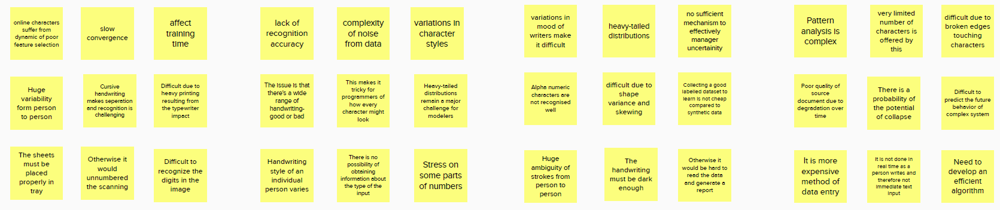 online characters
suffer from
dynamic of poor
feature selection
slow
convergence
affect
training
time
lack of
recognition
accuracy
complexity
of noise
from data
variations in
character
styles
variations in
mood of
writers make
it difficult
heavy-tailed
distributions
no sufficient
mechanism to
effectively
manager
uncertainity
Pattern
analysis is
complex
very limited
number of
characters is
offered by
this
difficult due to
broken edges
touching
characters
Huge
variability
form person
to person
Cursive
handwriting
makes seperation
and recognition is
challenging
Difficult due to
heavy printing
resulting from
the typewriter
impact
The issue is that
there's a wide
range of
handwriting-
good or bad
This makes it
tricky for
programmers of
how every
character might
look
Heavy-tailed
distributions
remain a major
challenge for
modelers
Alpha numeric
characters are
not recognised
well
difficult due to
shape
variance and
skewing
Collecting a good
labelled dataset to
learn is not cheap
compared to
synthetic data
Poor quality of
source
document due to
degradation over
time
There is a
probability of
the potential
of collapse
Difficult to
predict the future
behavior of
complex system
The sheets
must be
placed
properly in
tray
Otherwise it
would
unnumbered
the scanning
Difficult to
recognize the
digits in the
image
Handwriting
style of an
individual
person varies
There is no
possibility of
obtaining
information about
the type of the
input
Stress on
some parts
of numbers
Huge
ambiguity of
strokes from
person to
person
The
handwriting
must be dark
enough
Otherwise it
would be hard to
read the data
and generate a
report
It is more
expensive
method of
data entry
It is not done in
real time as a
person writes and
therefore not
immediate text
input
Need to
develop an
efficient
algorithm